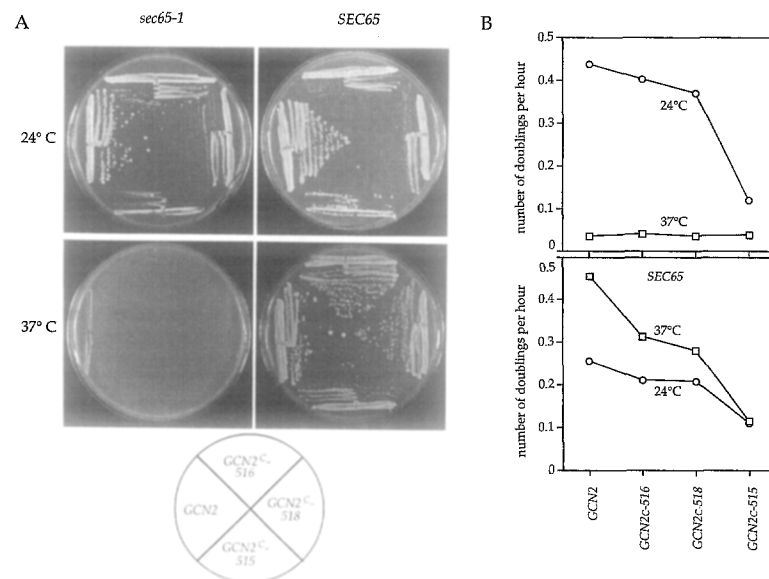 A
sec65-1
SEC65
24° C
37° C
GCN2ᶜ-
516
GCN2
GCN2ᶜ-
518
GCN2ᶜ-
515
B
number of doublings per hour
0.5
0.4
0.3
0.2
0.1
0
24°C
37°C
number of doublings per hour
0.5
0.4
0.3
0.2
0.1
0
SEC65
37°C
24°C
GCN2
GCN2c-516
GCN2c-518
GCN2c-515